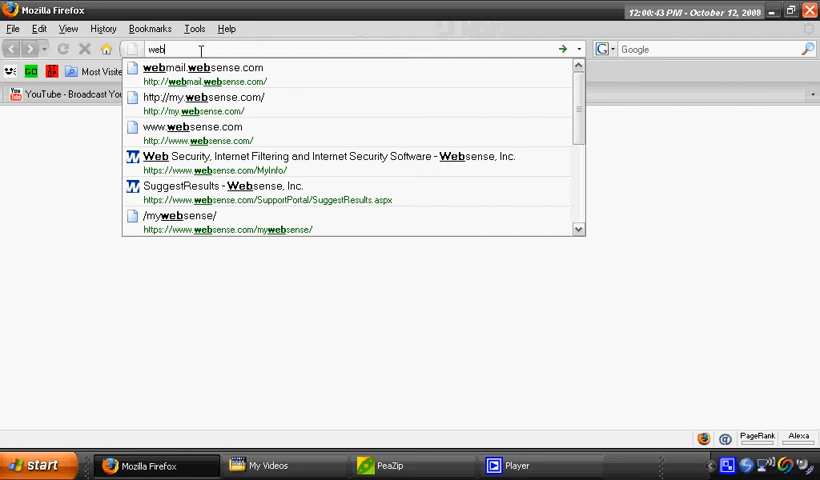 Mozilla Firefox
12:00:43 PM - October 12, 2008
File Edit View History Bookmarks Tools Help
web
Google
GO
Most Visite
You Tube
YouTube - Broadcast You
webmail.websense.com
http://webmail.websense.com/
http://my.websense.com/
http://my.websense.com/
www.websense.com
http://www.websense.com/
Web Security, Internet Filtering and Internet Security Software - Websense, Inc.
https://www.websense.com/MyInfo/
SuggestResults - Websense, Inc.
https://www.websense.com/SupportPortal/SuggestResults.aspx
/mywebsense/
https://www.websense.com/mywebsense/
PageRank
Alexa
start
Mozilla Firefox
My Videos
PeaZip
Player